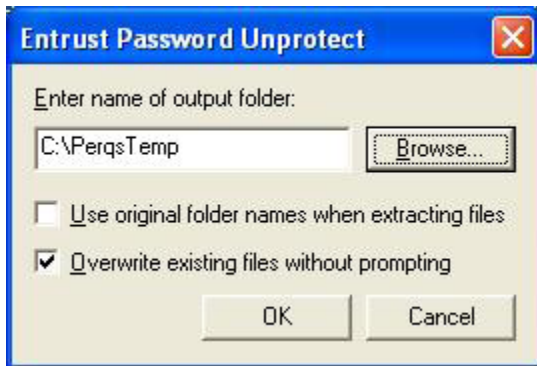 Entrust Password Unprotect
Enter name of output folder:
C:\PerqsTemp
Browse...
Use original folder names when extracting files
Overwrite existing files without prompting
OK
Cancel